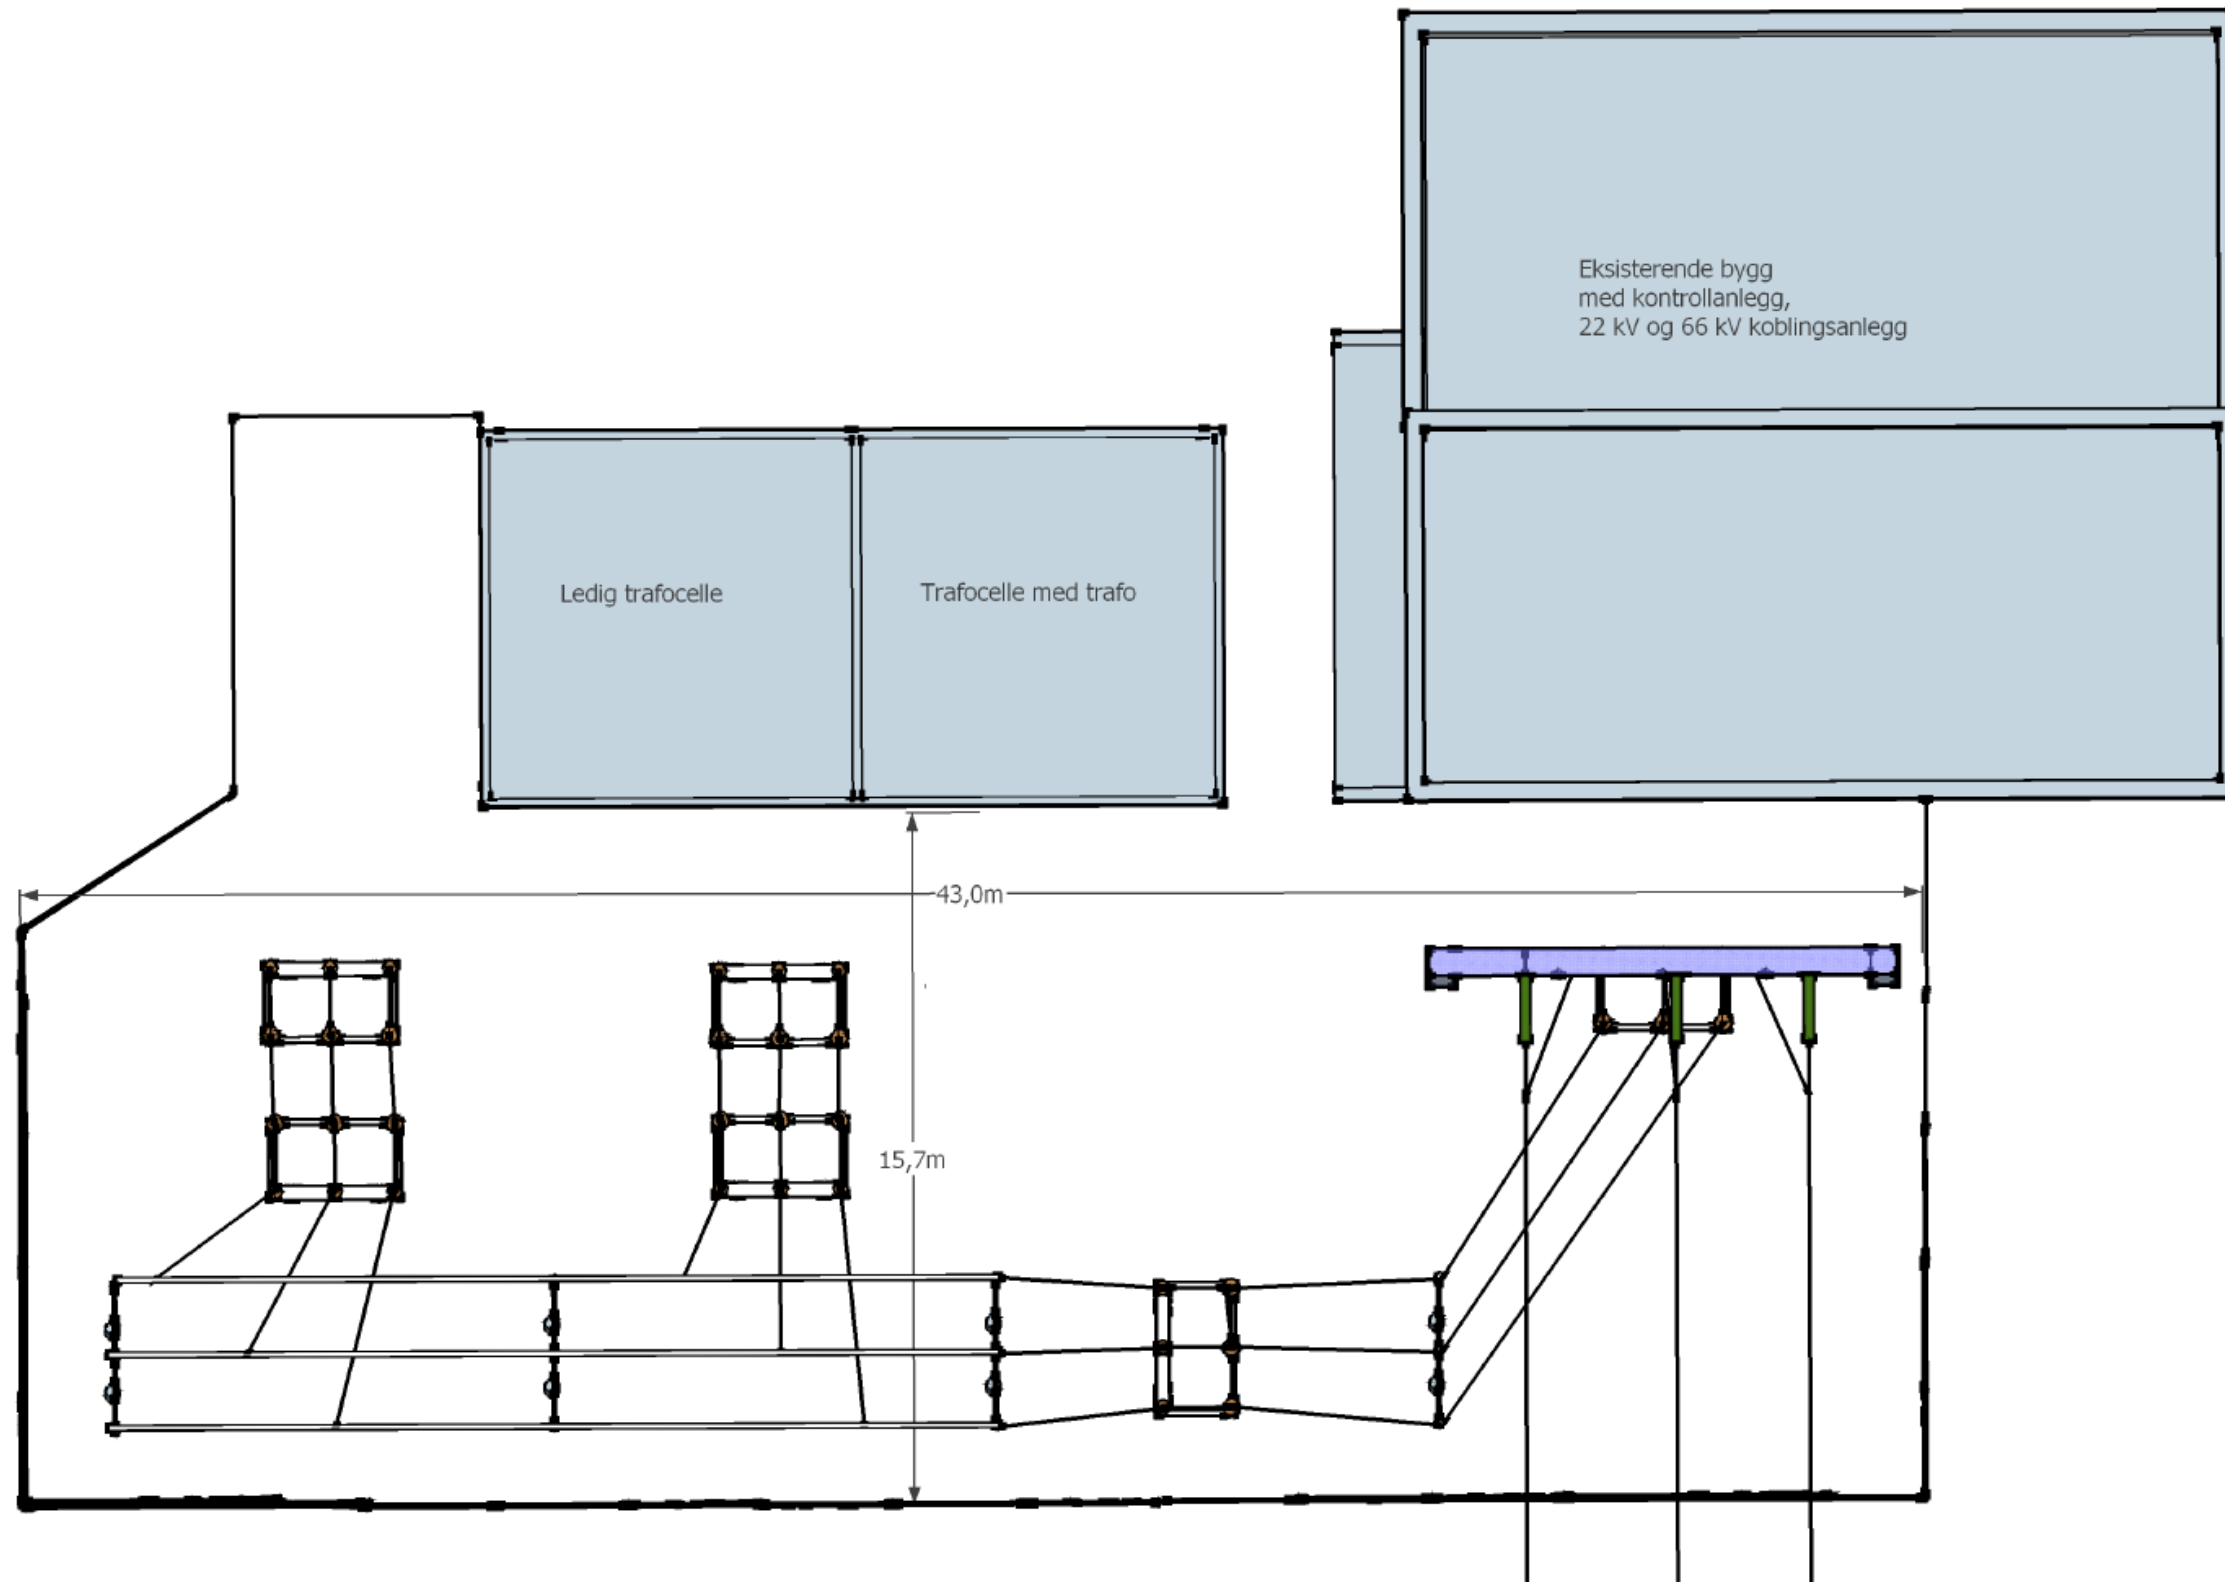 Eksisterende bygg
med kontrollanlegg,
22 kV og 66 kV koblingsanlegg
Ledig trafocelle
Trafocelle med trafo
43,0m
15,7m